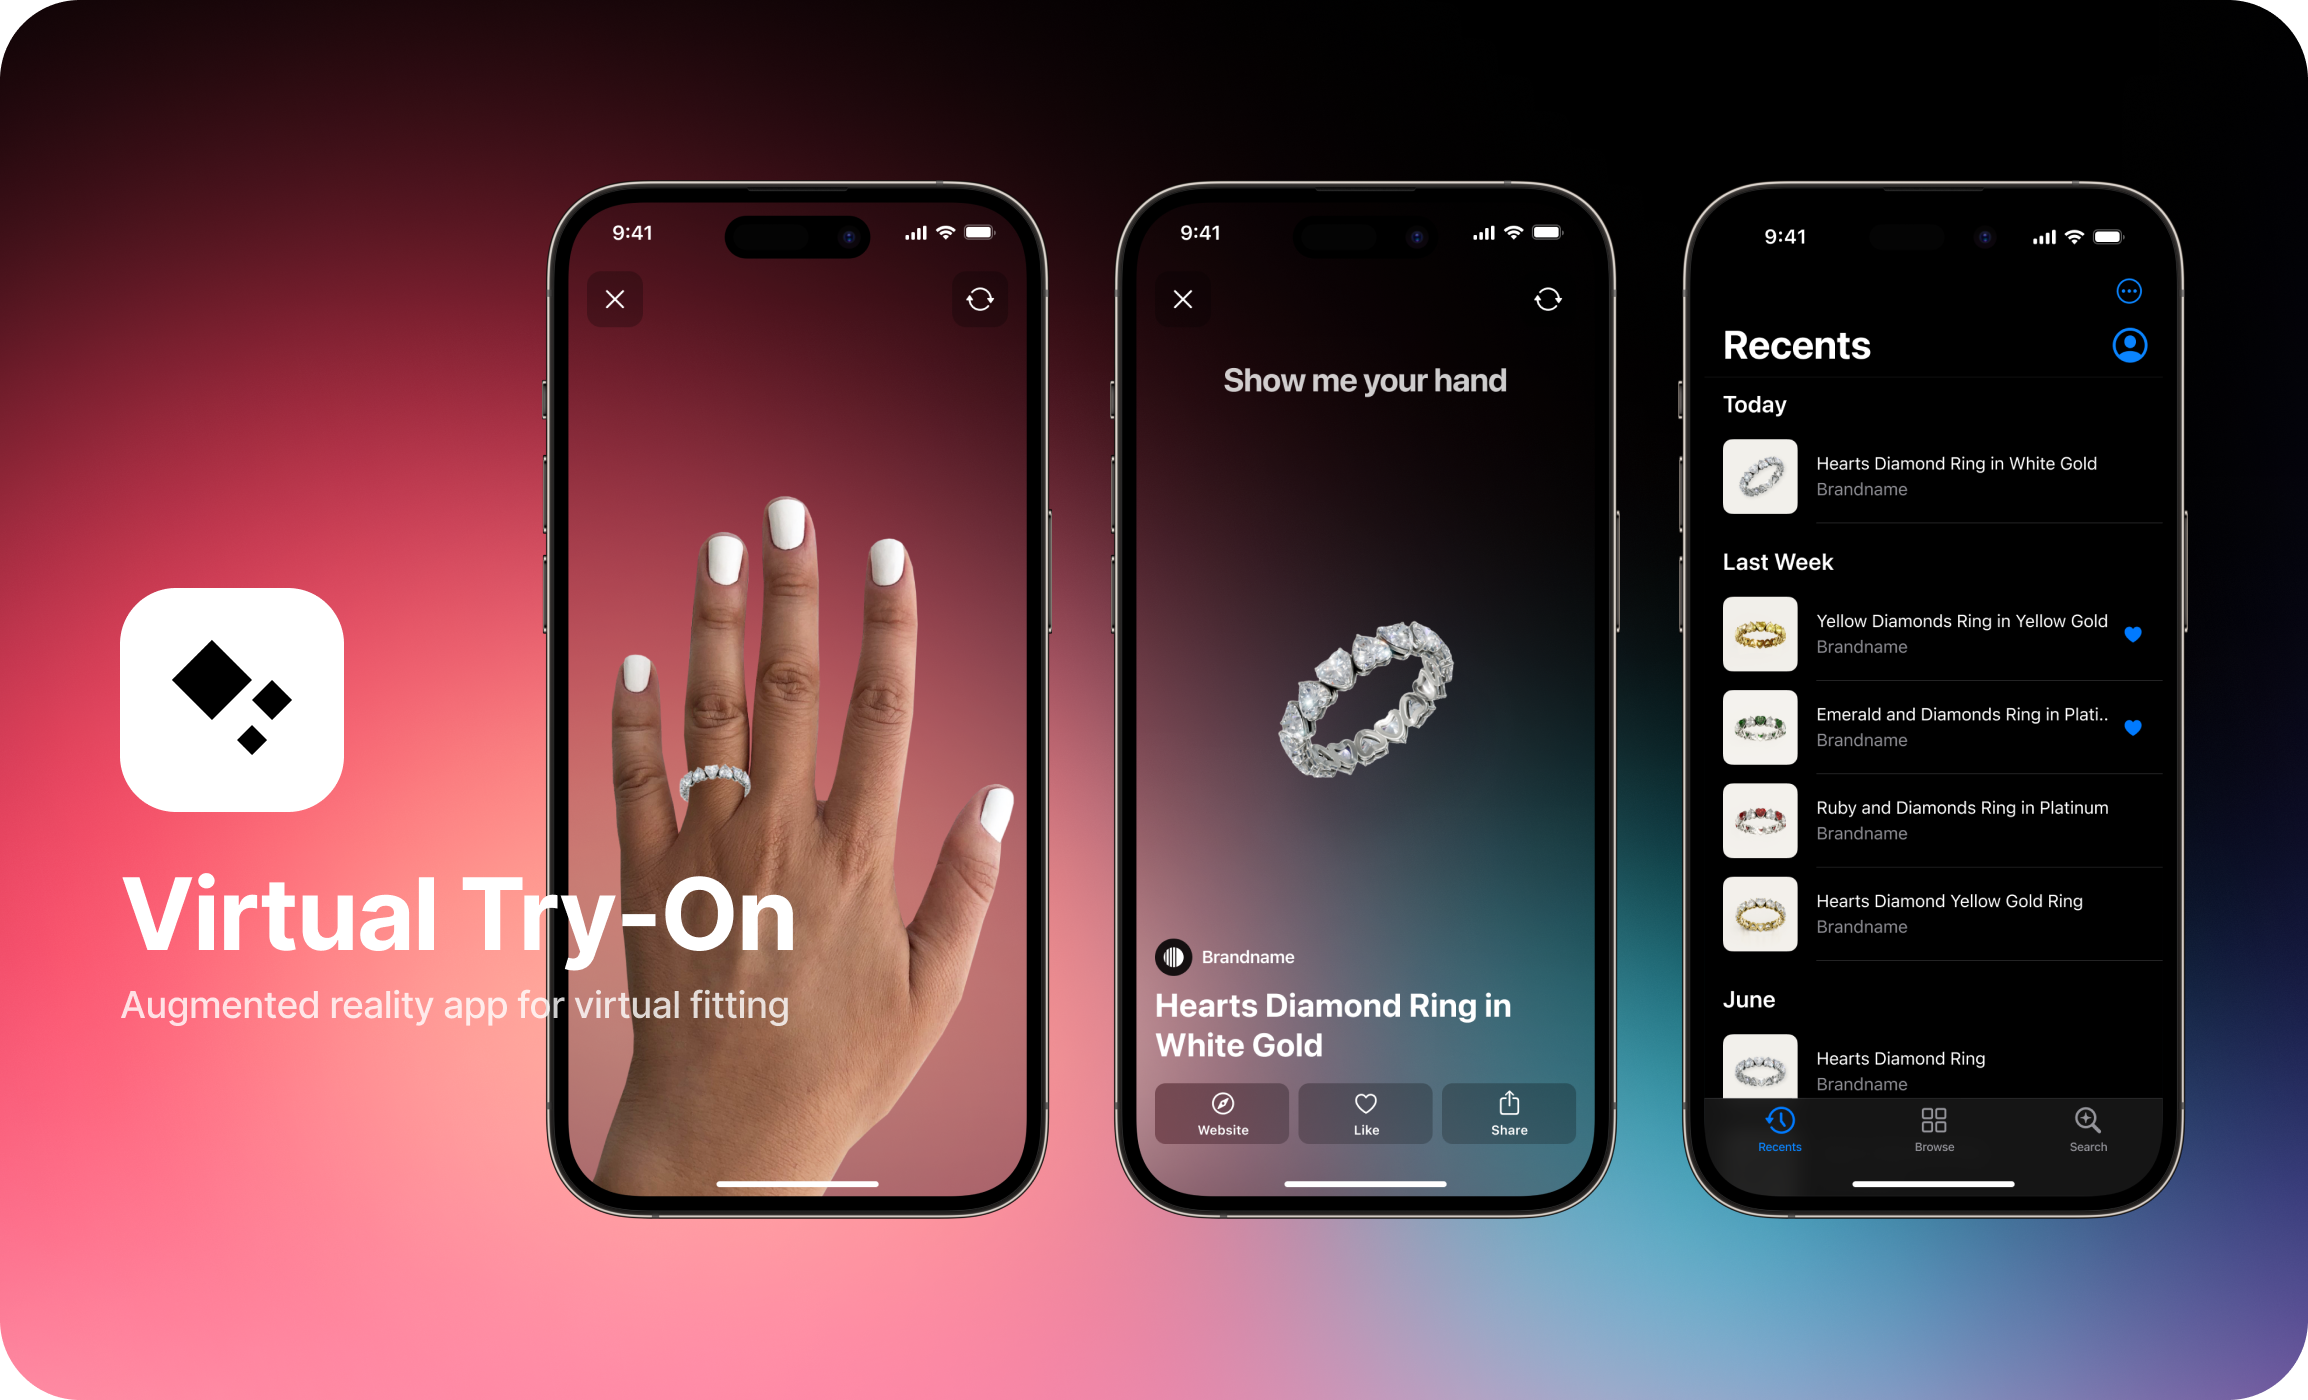 Virtual Try-On
Augmented reality app for virtual fitting
9:41
9:41
Show me your hand
Brandname
Hearts Diamond Ring in
White Gold
Website
Like
Share
9:41
Recents
Today
Hearts Diamond Ring in White Gold
Brandname
Last Week
Yellow Diamonds Ring in Yellow Gold
Brandname
Emerald and Diamonds Ring in Plati..
Brandname
Ruby and Diamonds Ring in Platinum
Brandname
Hearts Diamond Yellow Gold Ring
Brandname
June
Hearts Diamond Ring
Brandname
Recents
Browse
Search